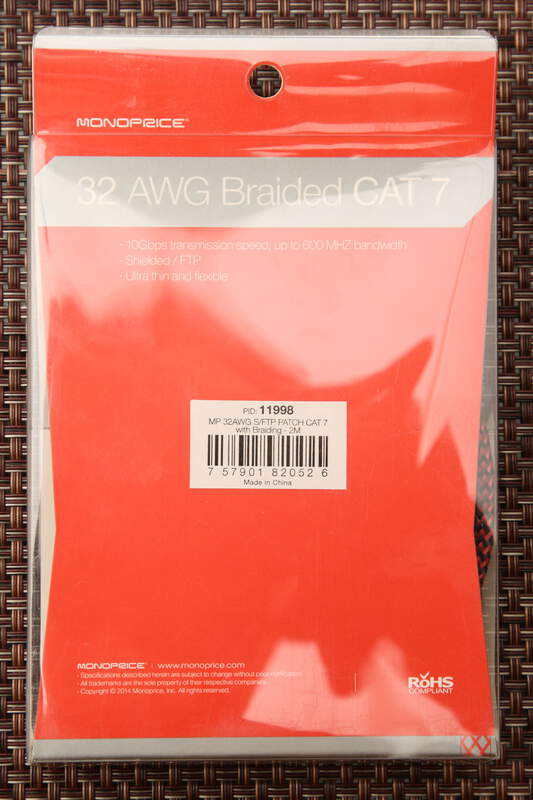 MONOPRICE®
32 AWG Braided CAT 7
· 10Gbps transmission speed, up to 600 MHZ bandwidth
· Shielded / FTP
· Ultra thin and flexible
PID: 11998
MP 32AWG S/FTP PATCH CAT 7
with Braiding - 2M
7 57901 82052 6
Made in China
MONOPRICE® | www.monoprice.com
· Specifications described herein are subject to change without prior notification.
· All trademarks are the sole property of their respective companies.
· Copyright © 2014 Monoprice, Inc. All rights reserved.
RoHS
COMPLIANT